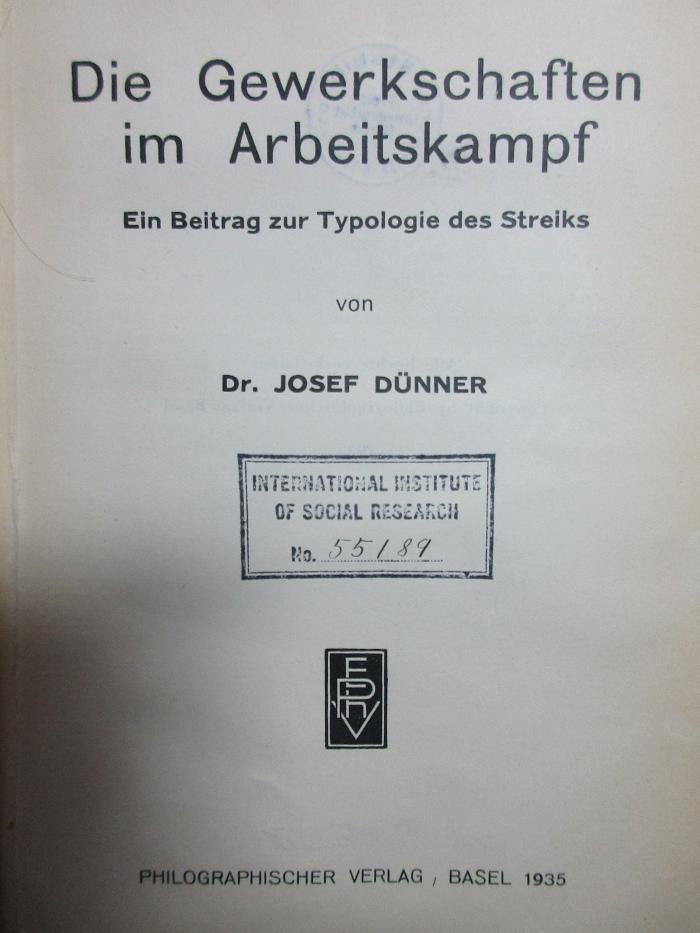 Die Gewerkschaften
im Arbeitskampf
Ein Beitrag zur Typologie des Streiks
von
Dr. JOSEF DÜNNER
INTERNATIONAL INSTITUTE
OF SOCIAL RESEARCH
No. 55189
PHILOGRAPHISCHER VERLAG, BASEL 1935